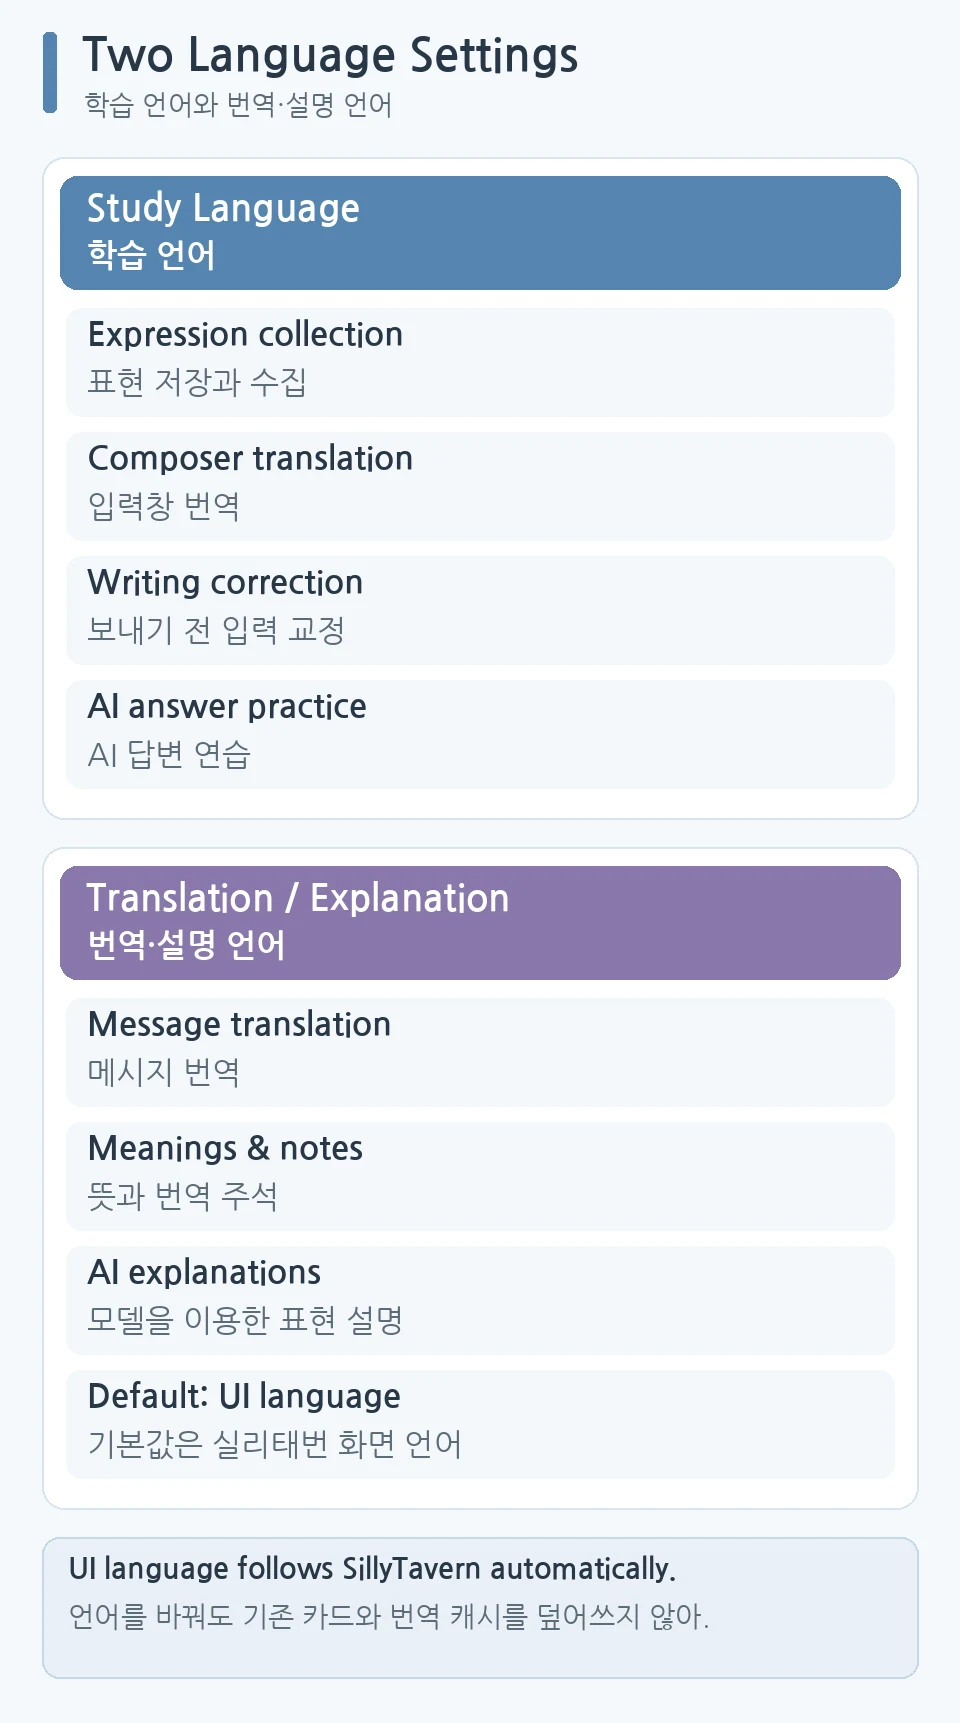 Two Language Settings
학습 언어와 번역·설명 언어
Study Language
학습 언어
Expression collection
표현 저장과 수집
Composer translation
입력창 번역
Writing correction
보내기 전 입력 교정
AI answer practice
AI 답변 연습
Translation / Explanation
번역·설명 언어
Message translation
메시지 번역
Meanings & notes
뜻과 번역 주석
AI explanations
모델을 이용한 표현 설명
Default: UI language
기본값은 실리태번 화면 언어
UI language follows SillyTavern automatically.
언어를 바꿔도 기존 카드와 번역 캐시를 덮어쓰지 않아.